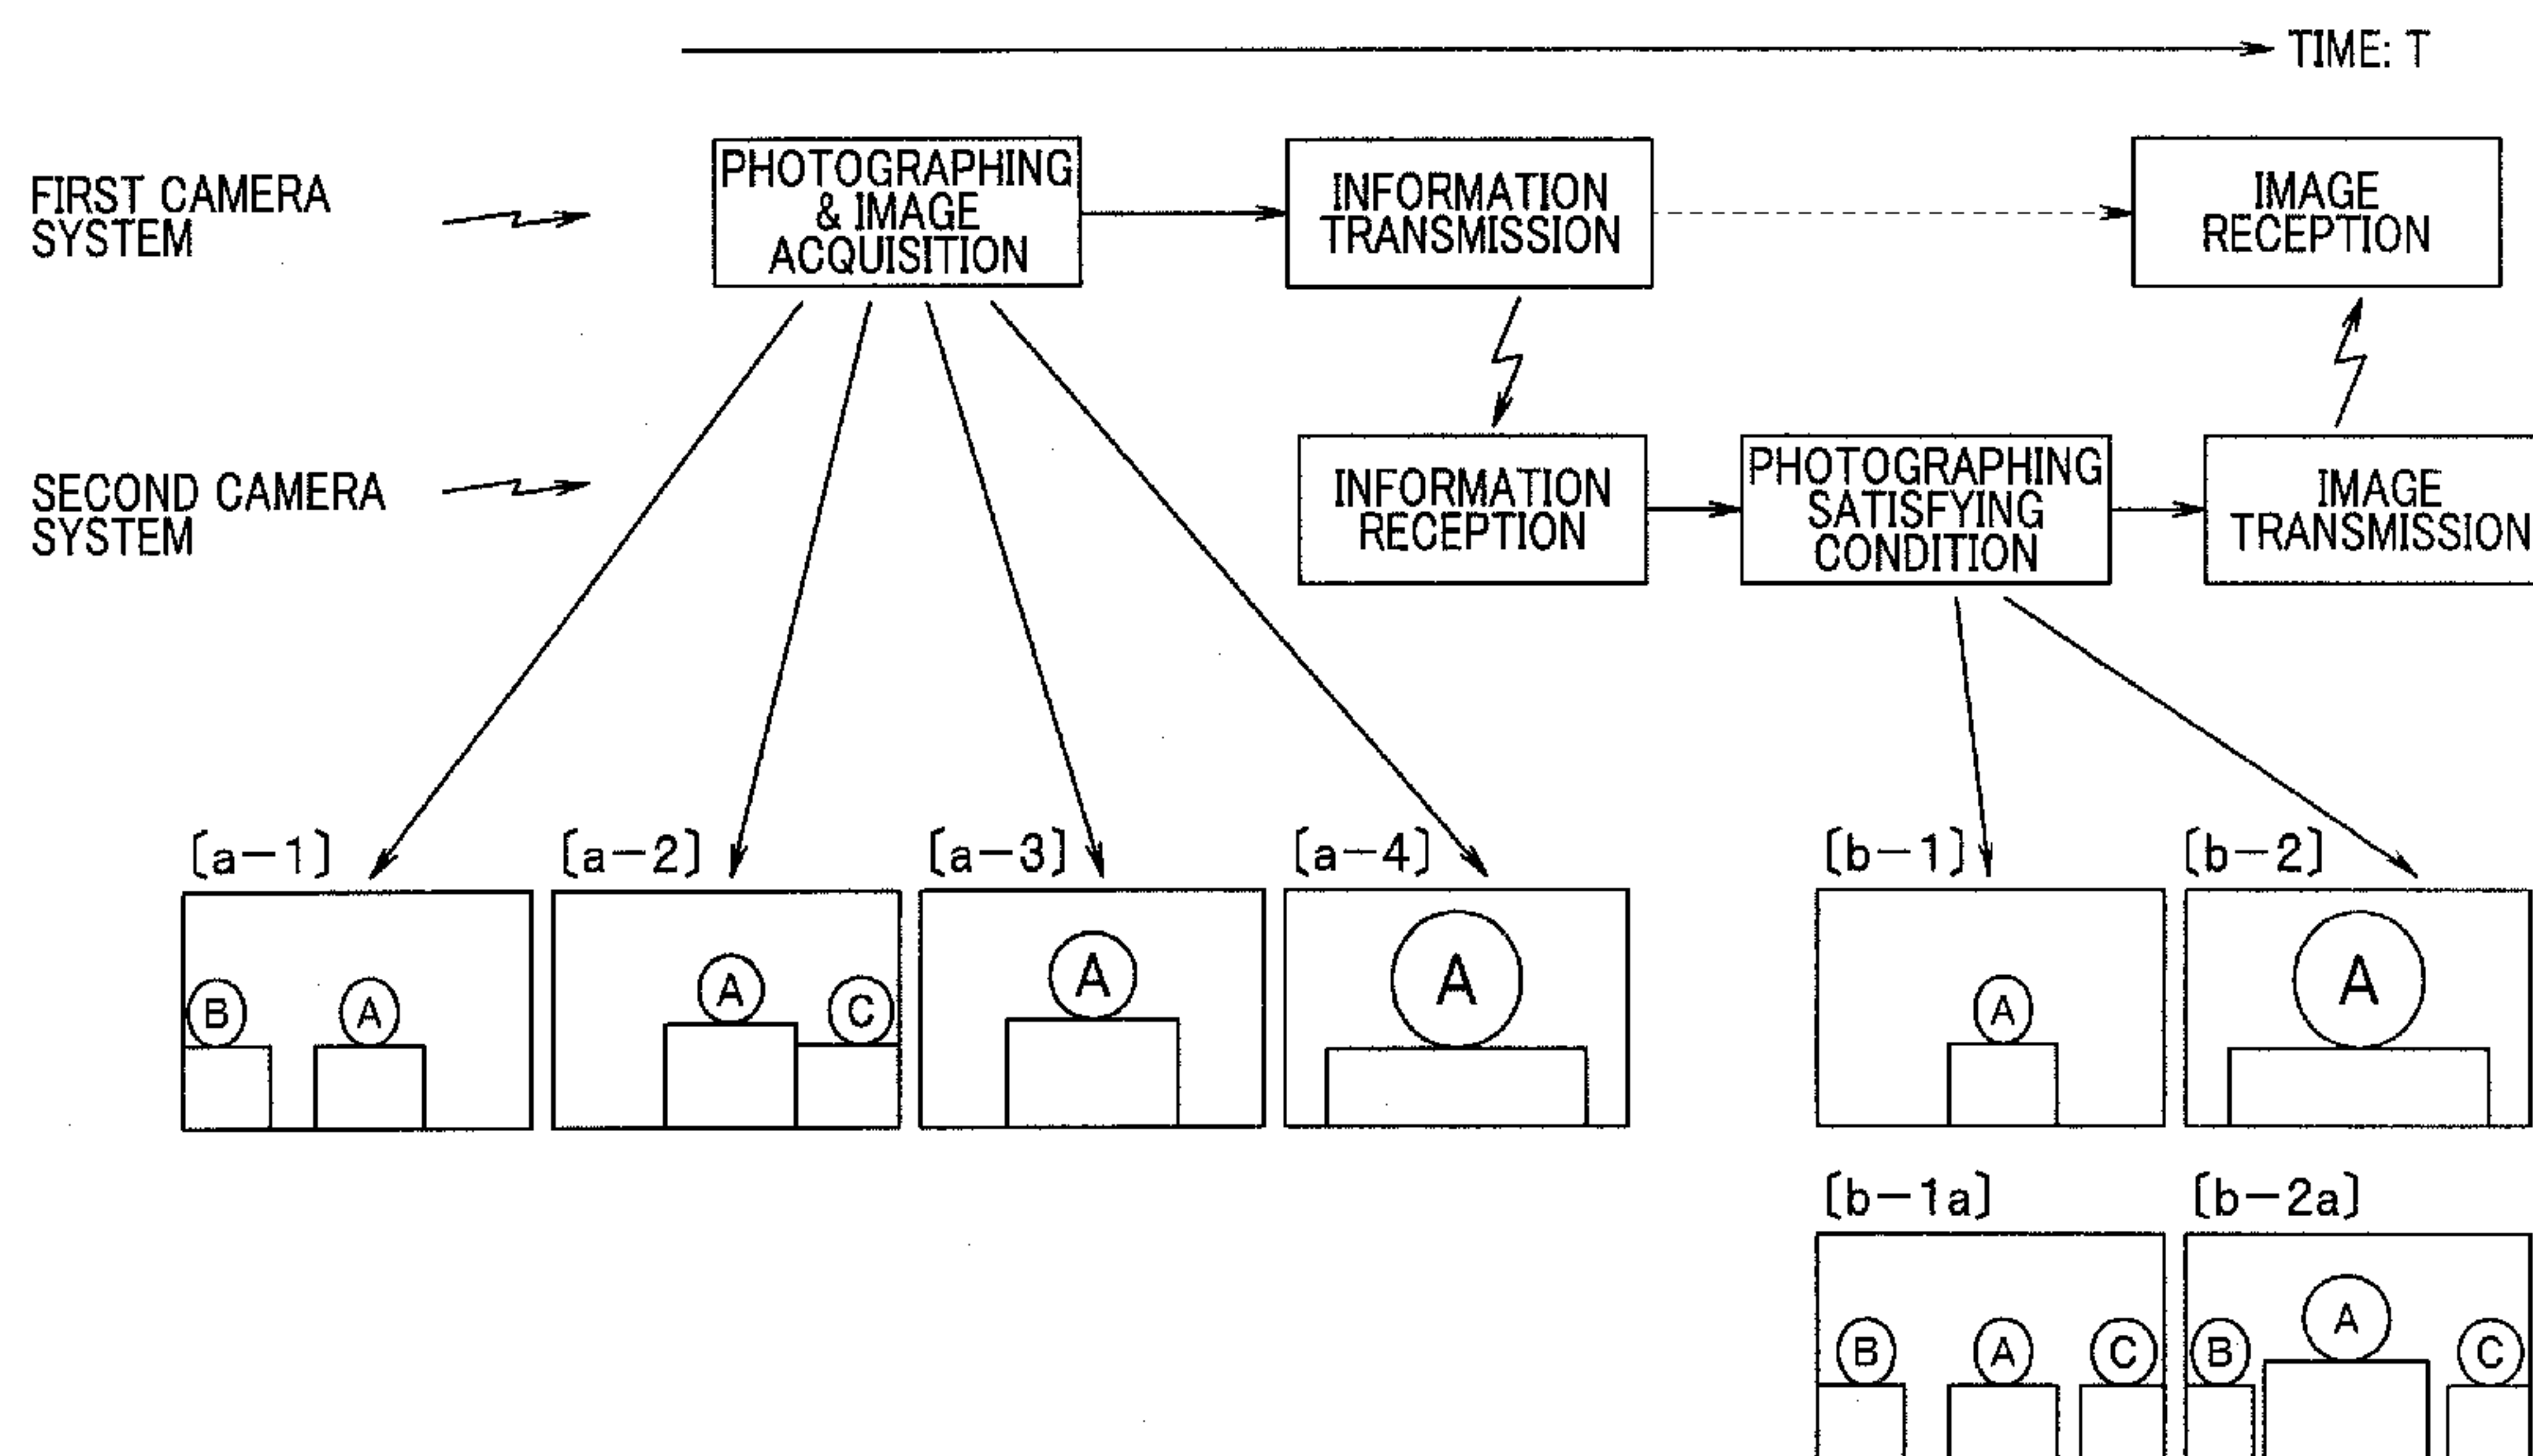 TIME: T
FIRST CAMERA
SYSTEM
PHOTOGRAPHING
& IMAGE
ACQUISITION
INFORMATION
TRANSMISSION
IMAGE
RECEPTION
SECOND CAMERA
SYSTEM
INFORMATION
RECEPTION
PHOTOGRAPHING
SATISFYING
CONDITION
IMAGE
TRANSMISSION
[a-1]
[a-2]
[a-3]
[a-4]
[b-1]
[b-2]
B
A
A
C
A
A
A
A
[b-1a]
[b-2a]
B
A
C
B
A
C